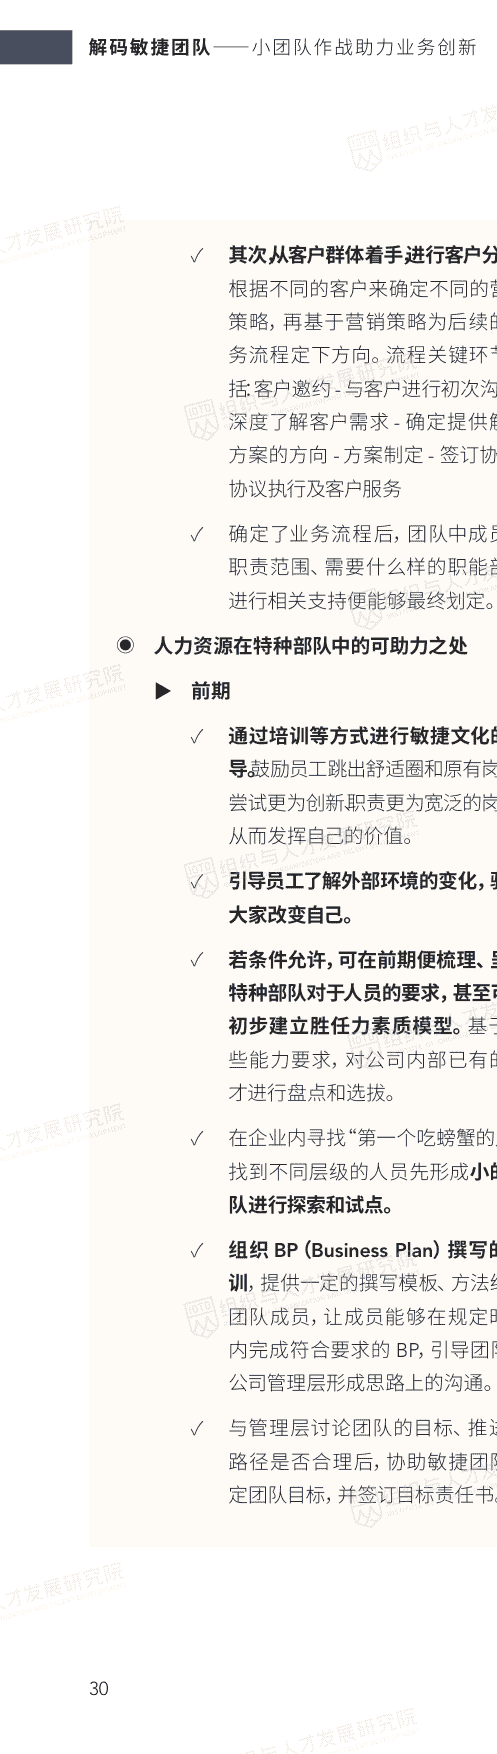 解码敏捷团队——小团队作战助力业务创新
✓ 其次,从客户群体着手,进行客户分
根据不同的客户来确定不同的营
策略,再基于营销策略为后续的
务流程定下方向。流程关键环节
括:客户邀约 - 与客户进行初次沟
深度了解客户需求 - 确定提供解
方案的方向 - 方案制定 - 签订协
协议执行及客户服务
✓ 确定了业务流程后,团队中成员
职责范围、需要什么样的职能部
进行相关支持便能够最终划定。
◉ 人力资源在特种部队中的可助力之处
▶ 前期
✓ 通过培训等方式进行敏捷文化的
导。鼓励员工跳出舒适圈和原有岗
尝试更为创新、职责更为宽泛的岗
从而发挥自己的价值。
✓ 引导员工了解外部环境的变化,驱
大家改变自己。
✓ 若条件允许,可在前期便梳理、呈
特种部队对于人员的要求,甚至可
初步建立胜任力素质模型。基于
些能力要求,对公司内部已有的
才进行盘点和选拔。
✓ 在企业内寻找“第一个吃螃蟹的人
找到不同层级的人员先形成小的
队进行探索和试点。
✓ 组织 BP(Business Plan)撰写的
训,提供一定的撰写模板、方法给
团队成员,让成员能够在规定时
内完成符合要求的 BP,引导团队
公司管理层形成思路上的沟通。
✓ 与管理层讨论团队的目标、推进
路径是否合理后,协助敏捷团队
定团队目标,并签订目标责任书。
30